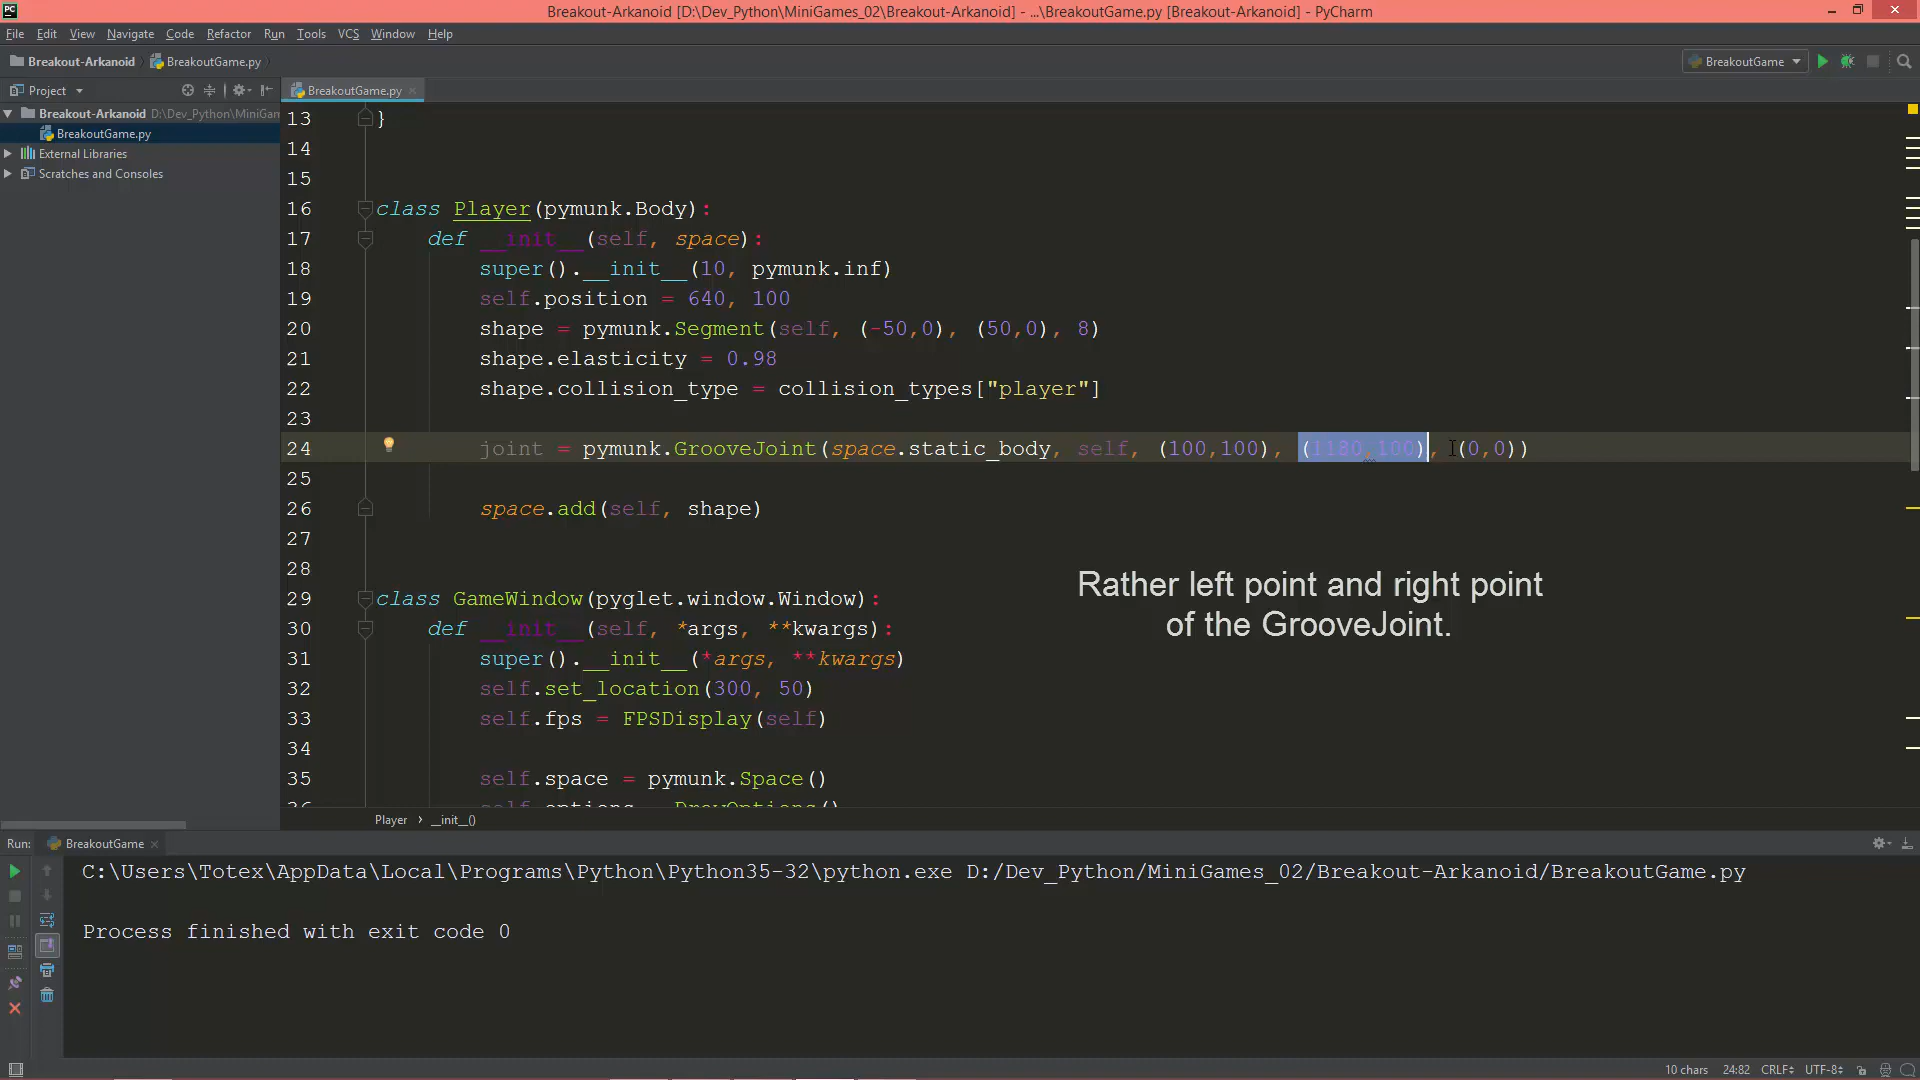 Breakout-Arkanoid [D:\Dev_Python\MiniGames_02\Breakout-Arkanoid] - ...\BreakoutGame.py [Breakout-Arkanoid] - PyCharm
File Edit View Navigate Code Refactor Run Tools VCS Window Help
Breakout-Arkanoid BreakoutGame.py BreakoutGame
Project BreakoutGame.py
Breakout-Arkanoid D:\Dev_Python\MiniGam
BreakoutGame.py
External Libraries
Scratches and Consoles
13 }
14
15
16 class Player(pymunk.Body):
17 def __init__(self, space):
18 super().__init__(10, pymunk.inf)
19 self.position = 640, 100
20 shape = pymunk.Segment(self, (-50,0), (50,0), 8)
21 shape.elasticity = 0.98
22 shape.collision_type = collision_types["player"]
23
24 joint = pymunk.GrooveJoint(space.static_body, self, (100,100), (1180,100), (0,0))
25
26 space.add(self, shape)
27
28
29 class GameWindow(pyglet.window.Window):
30 def __init__(self, *args, **kwargs):
31 super().__init__(*args, **kwargs)
32 self.set_location(300, 50)
33 self.fps = FPSDisplay(self)
34
35 self.space = pymunk.Space()
36 self.options = DrawOptions()
Rather left point and right point
of the GrooveJoint.
Player › __init__()
Run: BreakoutGame
C:\Users\Totex\AppData\Local\Programs\Python\Python35-32\python.exe D:/Dev_Python/MiniGames_02/Breakout-Arkanoid/BreakoutGame.py
Process finished with exit code 0
10 chars 24:82 CRLF UTF-8